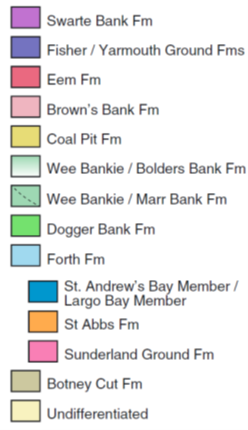 Swarte Bank Fm
Fisher / Yarmouth Ground Fms
Eem Fm
Brown's Bank Fm
Coal Pit Fm
Wee Bankie / Bolders Bank Fm
Wee Bankie / Marr Bank Fm
Dogger Bank Fm
Forth Fm
St. Andrew's Bay Member /
Largo Bay Member
St Abbs Fm
Sunderland Ground Fm
Botney Cut Fm
Undifferentiated